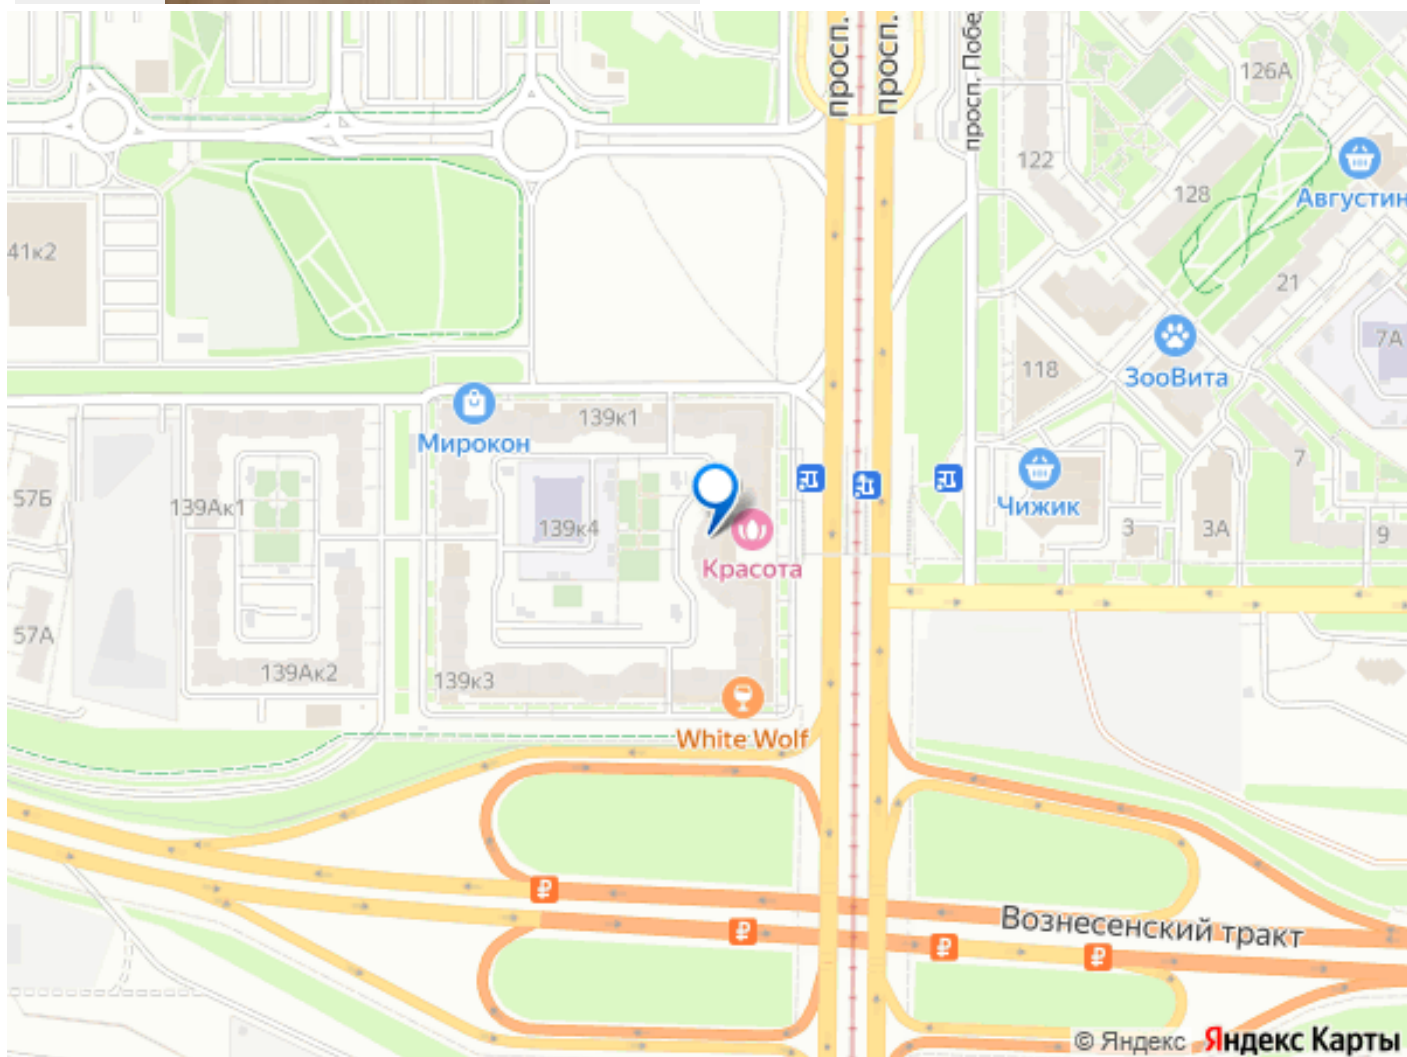 просп.
просп.
просп. Побе
126А
122
128
Августин
41к2
21
7А
118
ЗооВита
139к1
Мирокон
57Б
139Ак1
139к4
Чижик
7
3
3А
9
Красота
57А
139Ак2
139к3
White Wolf
Вознесенский тракт
© Яндекс Яндекс Карты